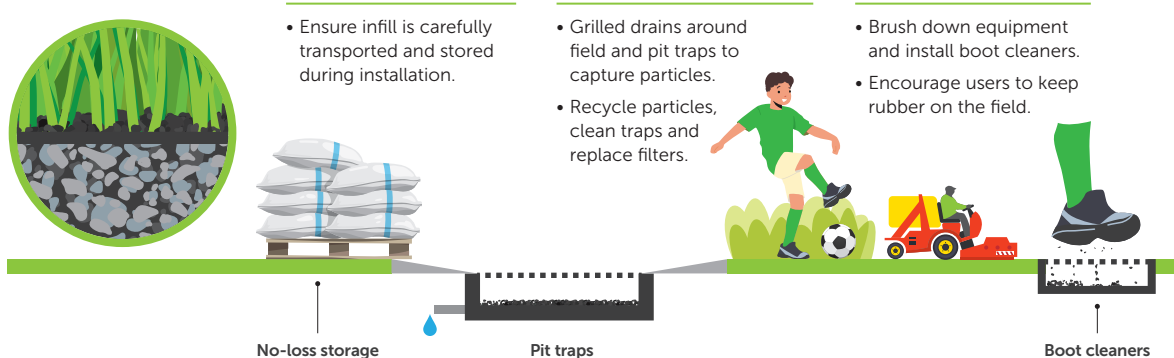 • Ensure infill is carefully
transported and stored
during installation.
• Grilled drains around
field and pit traps to
capture particles.
• Recycle particles,
clean traps and
replace filters.
• Brush down equipment
and install boot cleaners.
• Encourage users to keep
rubber on the field.
No-loss storage
Pit traps
Boot cleaners